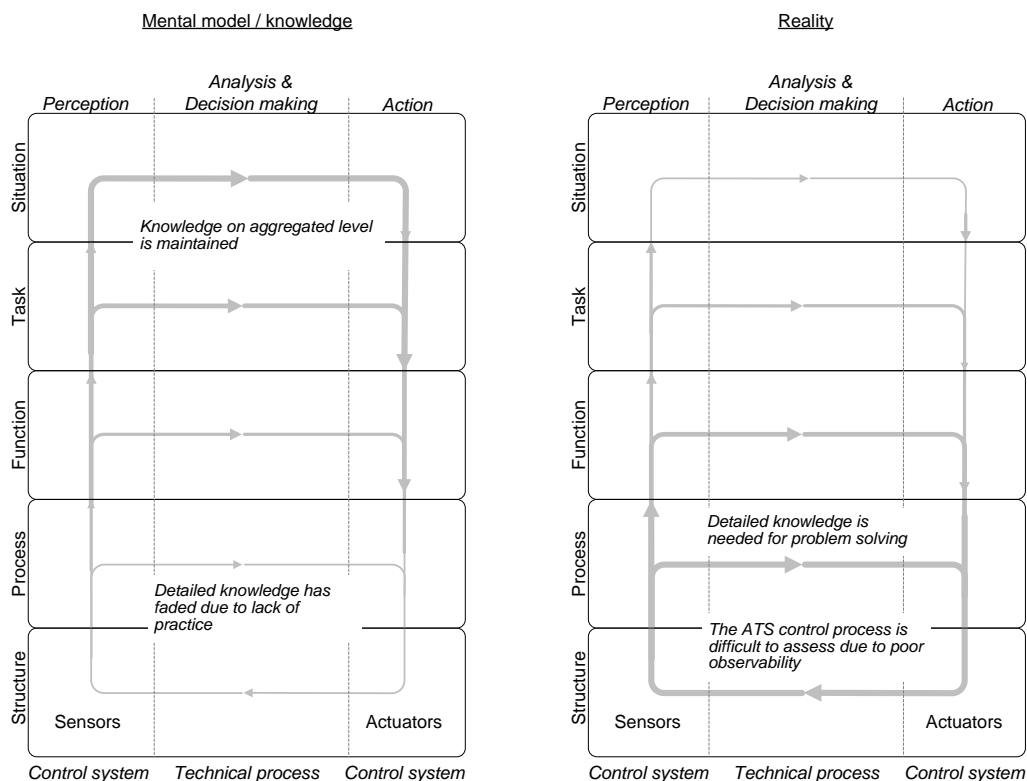 Mental model / knowledge
Analysis &
Perception Decision making Action
Situation
Knowledge on aggregated level
is maintained
Task
Function
Process
Detailed knowledge has
faded due to lack of
practice
Structure
Sensors Actuators
Control system Technical process Control system
Reality
Analysis &
Perception Decision making Action
Situation
Task
Function
Process
Detailed knowledge is
needed for problem solving
The ATS control process is
difficult to assess due to poor
observability
Structure
Sensors Actuators
Control system Technical process Control system